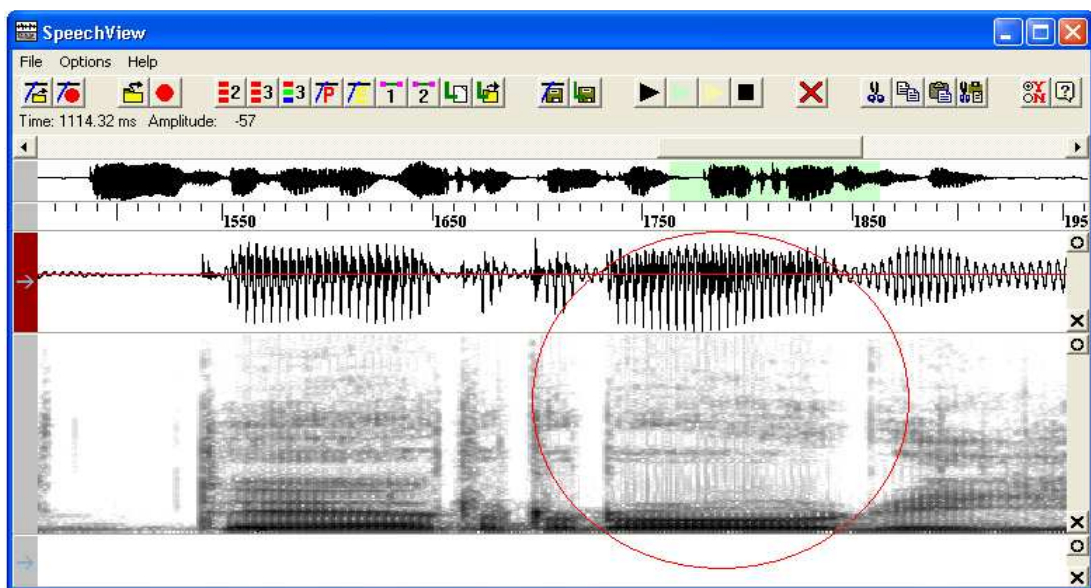 SpeechView
File Options Help
2 3 3 P 1 2 ?
Time: 1114.32 ms Amplitude: -57
1550 1650 1750 1850 195